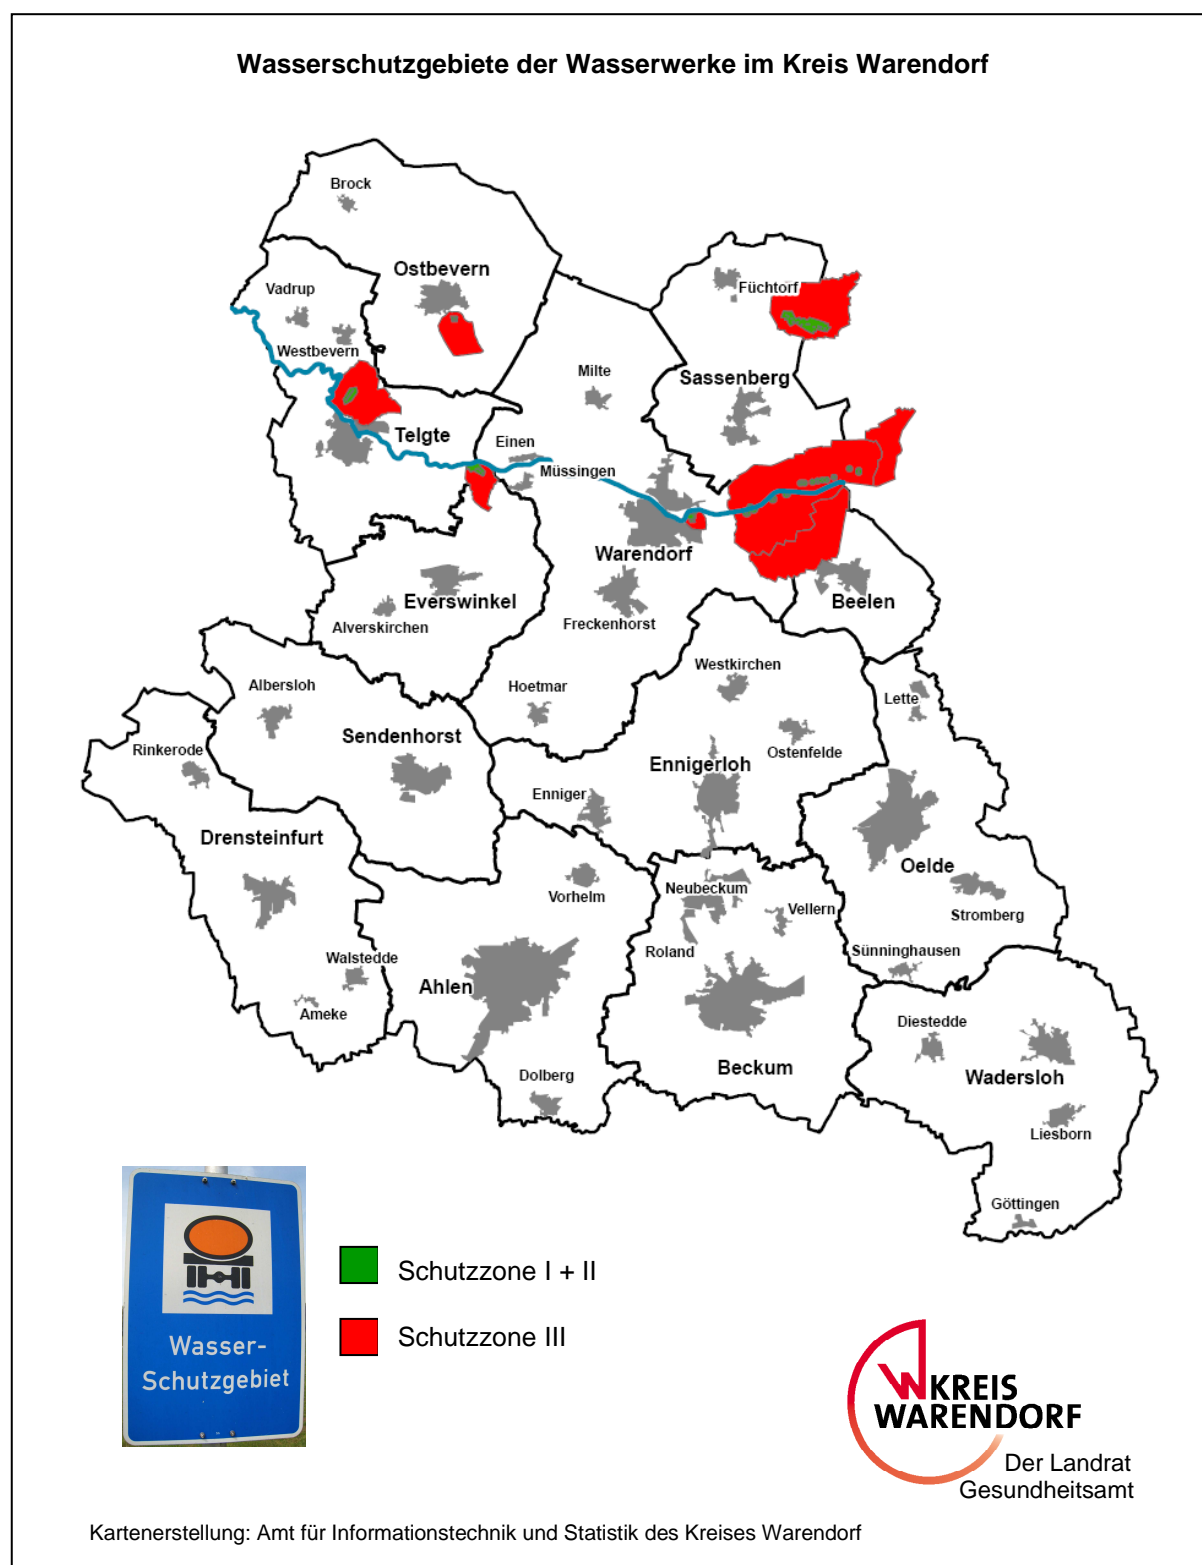 Wasserschutzgebiete der Wasserwerke im Kreis Warendorf
Brock
Ostbevern
Vadrup
Westbevern
Füchtorf
Milte
Sassenberg
Telgte
Einen
Müssingen
Warendorf
Everswinkel
Alverskirchen
Freckenhorst
Beelen
Albersloh
Hoetmar
Westkirchen
Lette
Rinkerode
Sendenhorst
Ostenfelde
Ennigerloh
Enniger
Drensteinfurt
Oelde
Vorhelm
Neubeckum
Vellern
Stromberg
Roland
Sünninghausen
Walstedde
Ahlen
Ameke
Diestedde
Beckum
Wadersloh
Dolberg
Liesborn
Göttingen
Wasser-
Schutzgebiet
Schutzzone I + II
Schutzzone III
KREIS
WARENDORF
Der Landrat
Gesundheitsamt
Kartenerstellung: Amt für Informationstechnik und Statistik des Kreises Warendorf